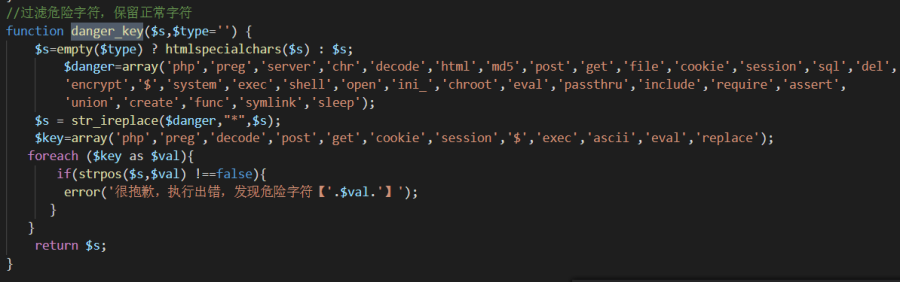 //过滤危险字符，保留正常字符
function danger_key($s,$type='') {
$s=empty($type) ? htmlspecialchars($s) : $s;
$danger=array('php','preg','server','chr','decode','html','md5','post','get','file','cookie','session','sql','del',
'encrypt','$','system','exec','shell','open','ini_','chroot','eval','passthru','include','require','assert',
'union','create','func','symlink','sleep');
$s = str_ireplace($danger,"*",$s);
$key=array('php','preg','decode','post','get','cookie','session','$','exec','ascii','eval','replace');
foreach ($key as $val){
if(strpos($s,$val) !==false){
error('很抱歉，执行出错，发现危险字符【'.$val.'】');
}
}
return $s;
}